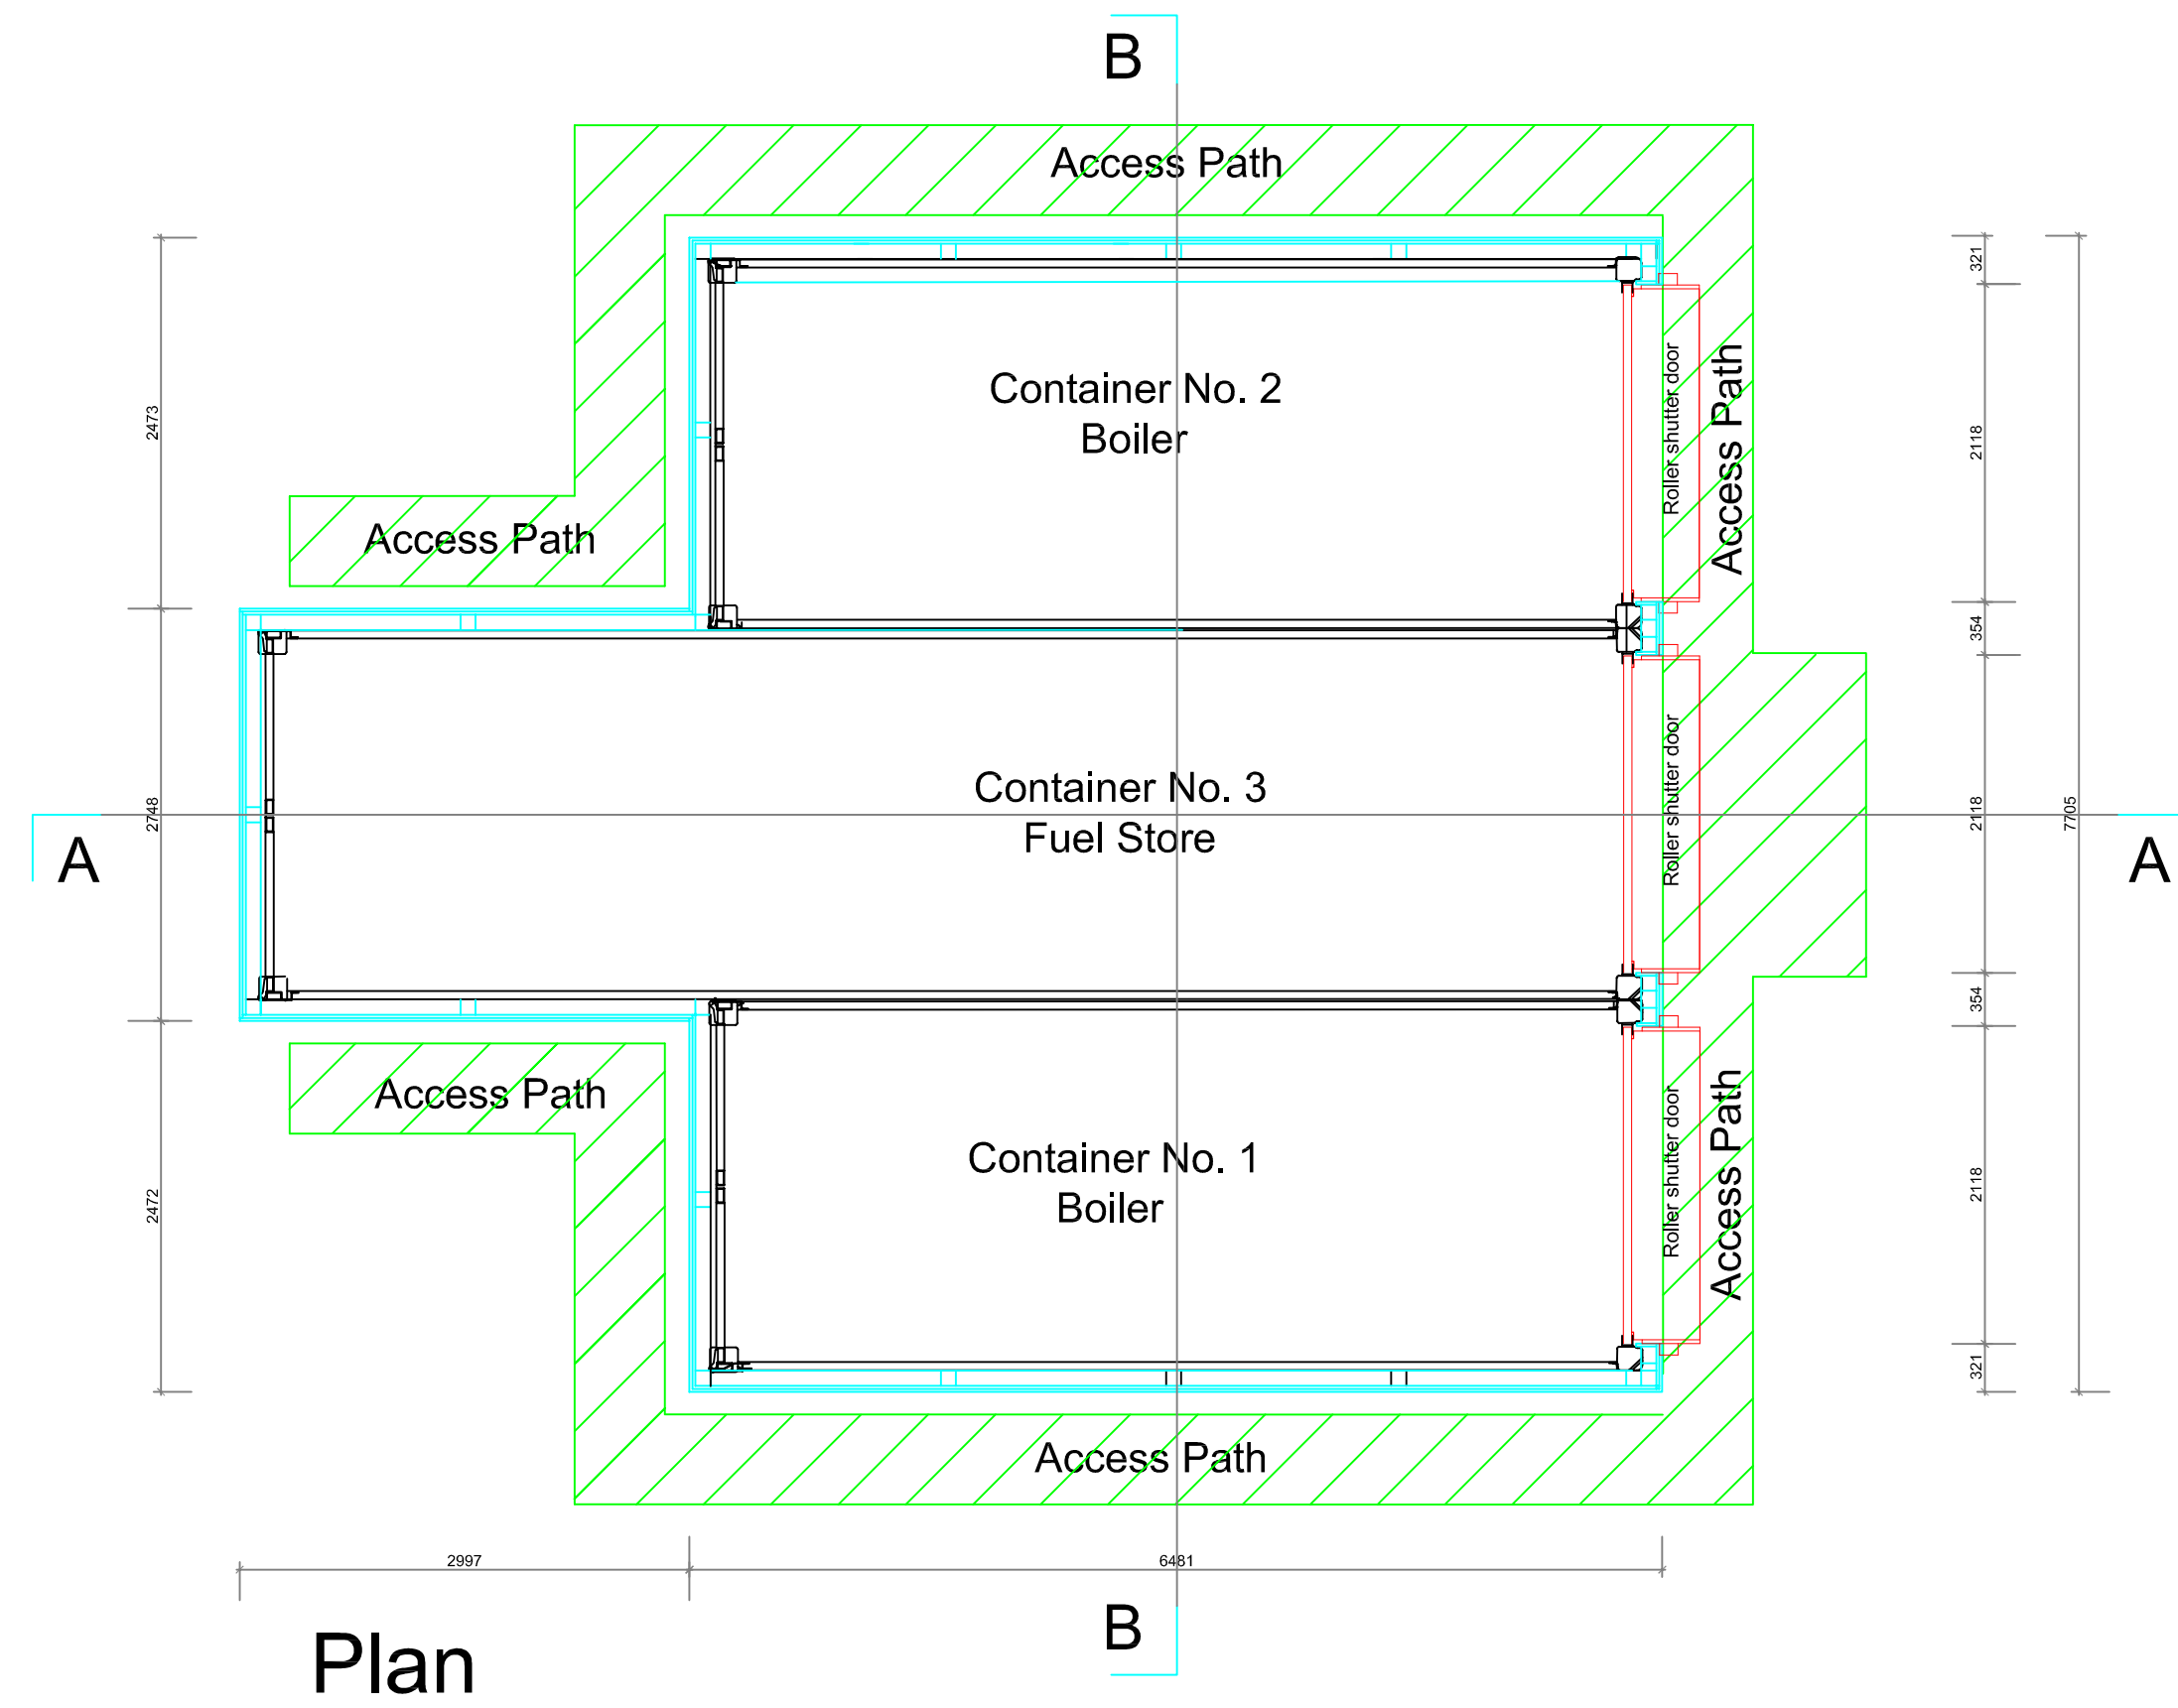 B
Access Path
321
Container No. 2
Boiler
Roller shutter door
Access Path
2473
2118
Access Path
354
Container No. 3
Fuel Store
Roller shutter door
2748
2118
7705
A
A
354
Access Path
Container No. 1
Boiler
Roller shutter door
Access Path
2472
2118
321
Access Path
2997
6481
B
Plan